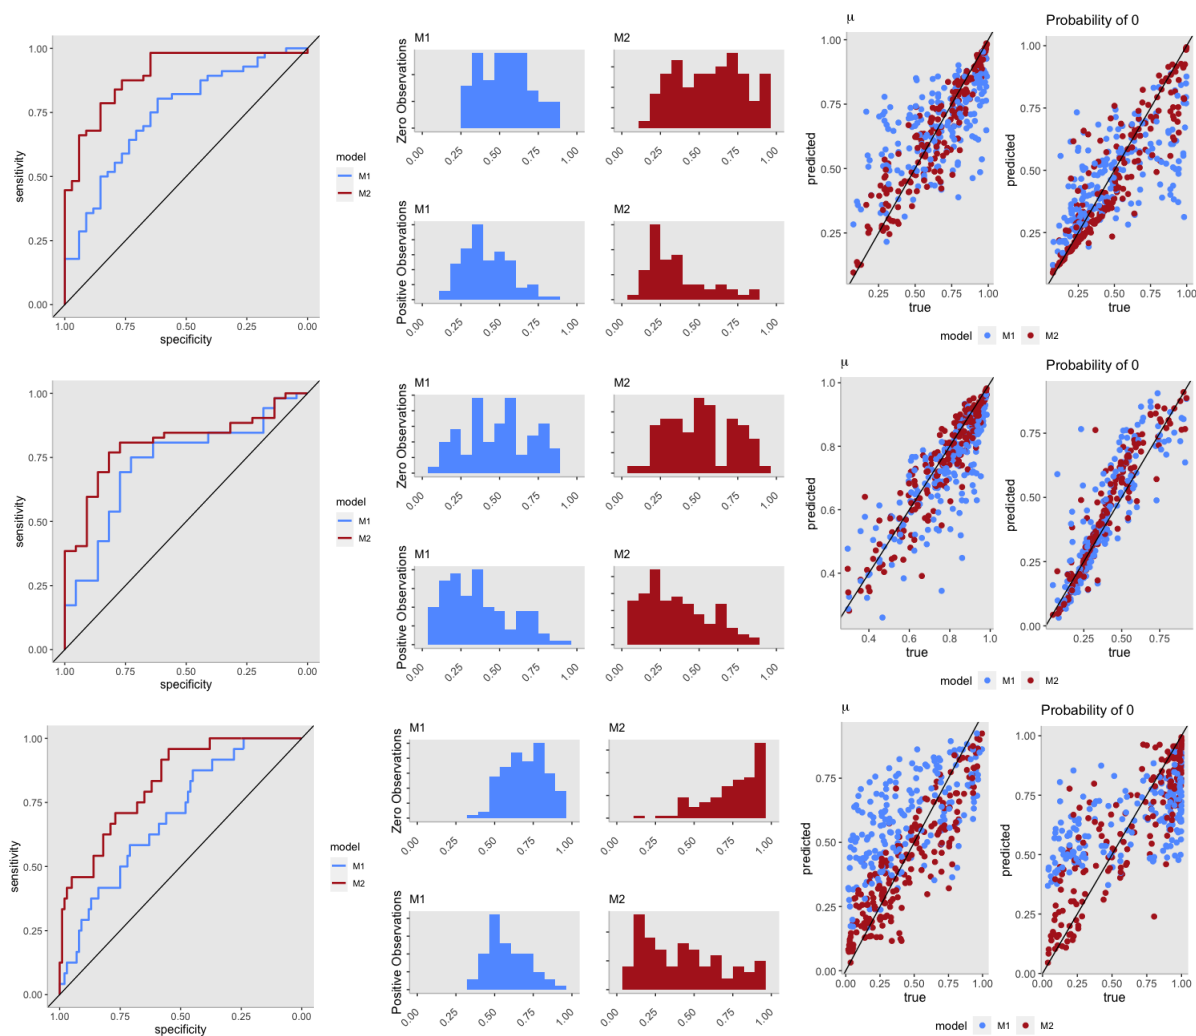 1.00
0.75
0.50
0.25
0.00
sensitivity
1.00
0.75
0.50
0.25
0.00
specificity
model
M1
M2
M1
M2
Zero Observations
0.00
0.25
0.50
0.75
1.00
0.00
0.25
0.50
0.75
1.00
M1
M2
Positive Observations
0.00
0.25
0.50
0.75
1.00
0.00
0.25
0.50
0.75
1.00
μ
Probability of 0
1.00
0.75
0.50
0.25
predicted
0.25
0.50
0.75
1.00
true
1.00
0.75
0.50
0.25
predicted
0.25
0.50
0.75
1.00
true
model M1 M2
1.00
0.75
0.50
0.25
0.00
sensitivity
1.00
0.75
0.50
0.25
0.00
specificity
model
M1
M2
M1
M2
Zero Observations
0.00
0.25
0.50
0.75
1.00
0.00
0.25
0.50
0.75
1.00
M1
M2
Positive Observations
0.00
0.25
0.50
0.75
1.00
0.00
0.25
0.50
0.75
1.00
μ
Probability of 0
1.0
0.8
0.6
0.4
predicted
0.4
0.6
0.8
1.0
true
0.75
0.50
0.25
0.00
predicted
0.25
0.50
0.75
true
model M1 M2
1.00
0.75
0.50
0.25
0.00
sensitivity
1.00
0.75
0.50
0.25
0.00
specificity
model
M1
M2
M1
M2
Zero Observations
0.00
0.25
0.50
0.75
1.00
0.00
0.25
0.50
0.75
1.00
M1
M2
Positive Observations
0.00
0.25
0.50
0.75
1.00
0.00
0.25
0.50
0.75
1.00
μ
Probability of 0
0.75
0.50
0.25
0.00
predicted
0.00
0.25
0.50
0.75
1.00
true
1.00
0.75
0.50
0.25
0.00
predicted
0.00
0.25
0.50
0.75
1.00
true
model M1 M2